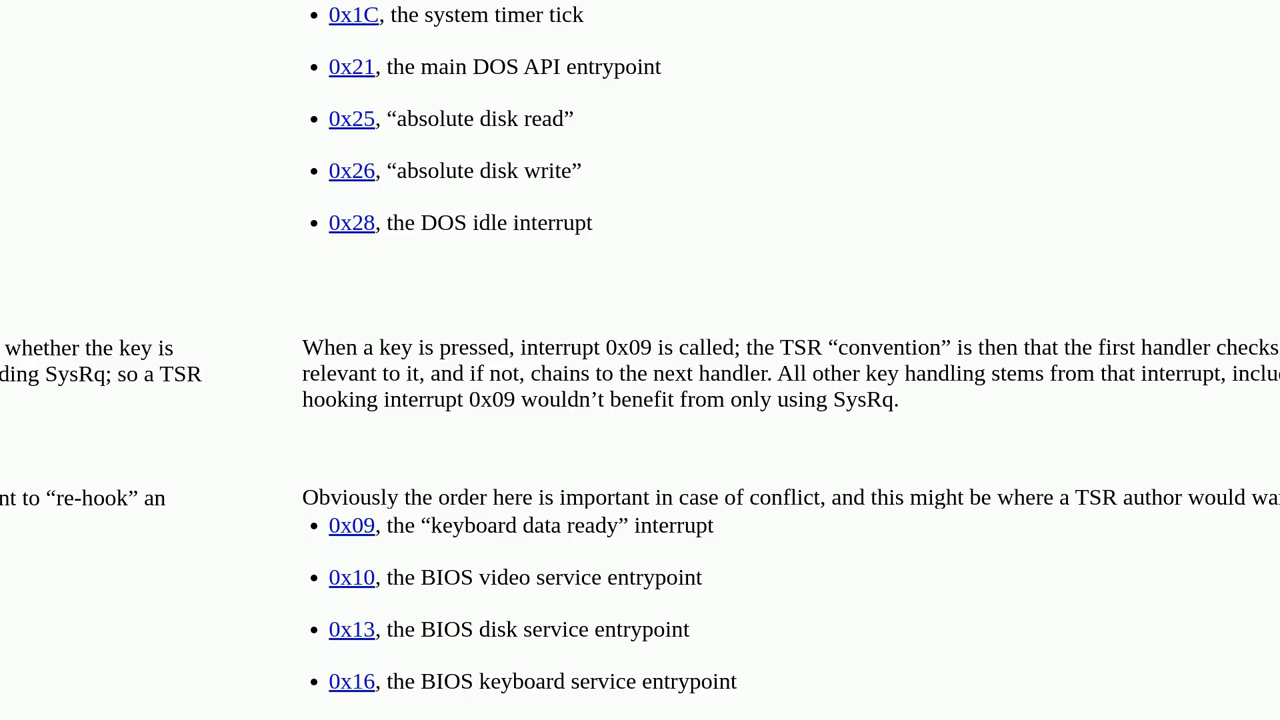 • 0x1C, the system timer tick
• 0x21, the main DOS API entrypoint
• 0x25, “absolute disk read”
• 0x26, “absolute disk write”
• 0x28, the DOS idle interrupt
whether the key is
ding SysRq; so a TSR
When a key is pressed, interrupt 0x09 is called; the TSR “convention” is then that the first handler checks
relevant to it, and if not, chains to the next handler. All other key handling stems from that interrupt, inclu
hooking interrupt 0x09 wouldn’t benefit from only using SysRq.
nt to “re-hook” an
Obviously the order here is important in case of conflict, and this might be where a TSR author would wa
• 0x09, the “keyboard data ready” interrupt
• 0x10, the BIOS video service entrypoint
• 0x13, the BIOS disk service entrypoint
• 0x16, the BIOS keyboard service entrypoint